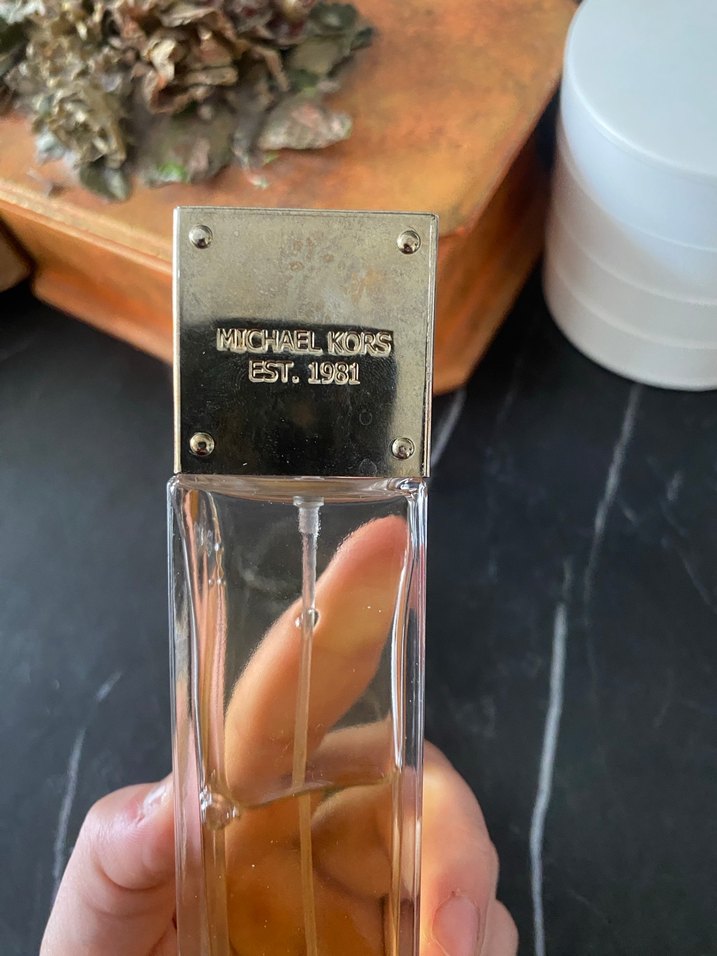 MICHAEL KORS
EST. 1981